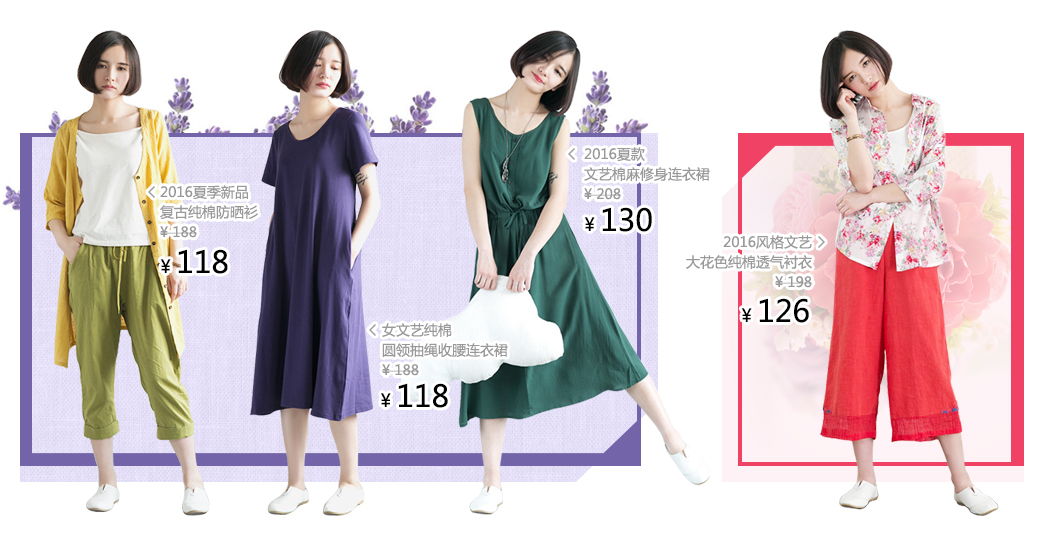 2016夏季新品
复古纯棉防晒衫
¥ 188
¥ 118
女文艺纯棉
圆领抽绳收腰连衣裙
¥ 188
¥ 118
2016夏款
文艺棉麻修身连衣裙
¥ 208
¥ 130
2016风格文艺
大花色纯棉透气衬衣
¥ 198
¥ 126